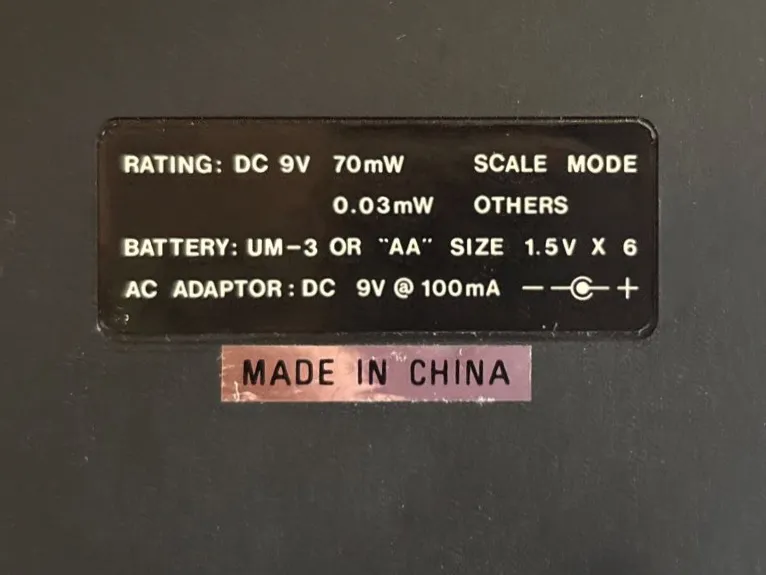 RATING: DC 9V 70mW SCALE MODE
0.03mW OTHERS
BATTERY: UM-3 OR "AA" SIZE 1.5V X 6
AC ADAPTOR: DC 9V @ 100mA − +
MADE IN CHINA